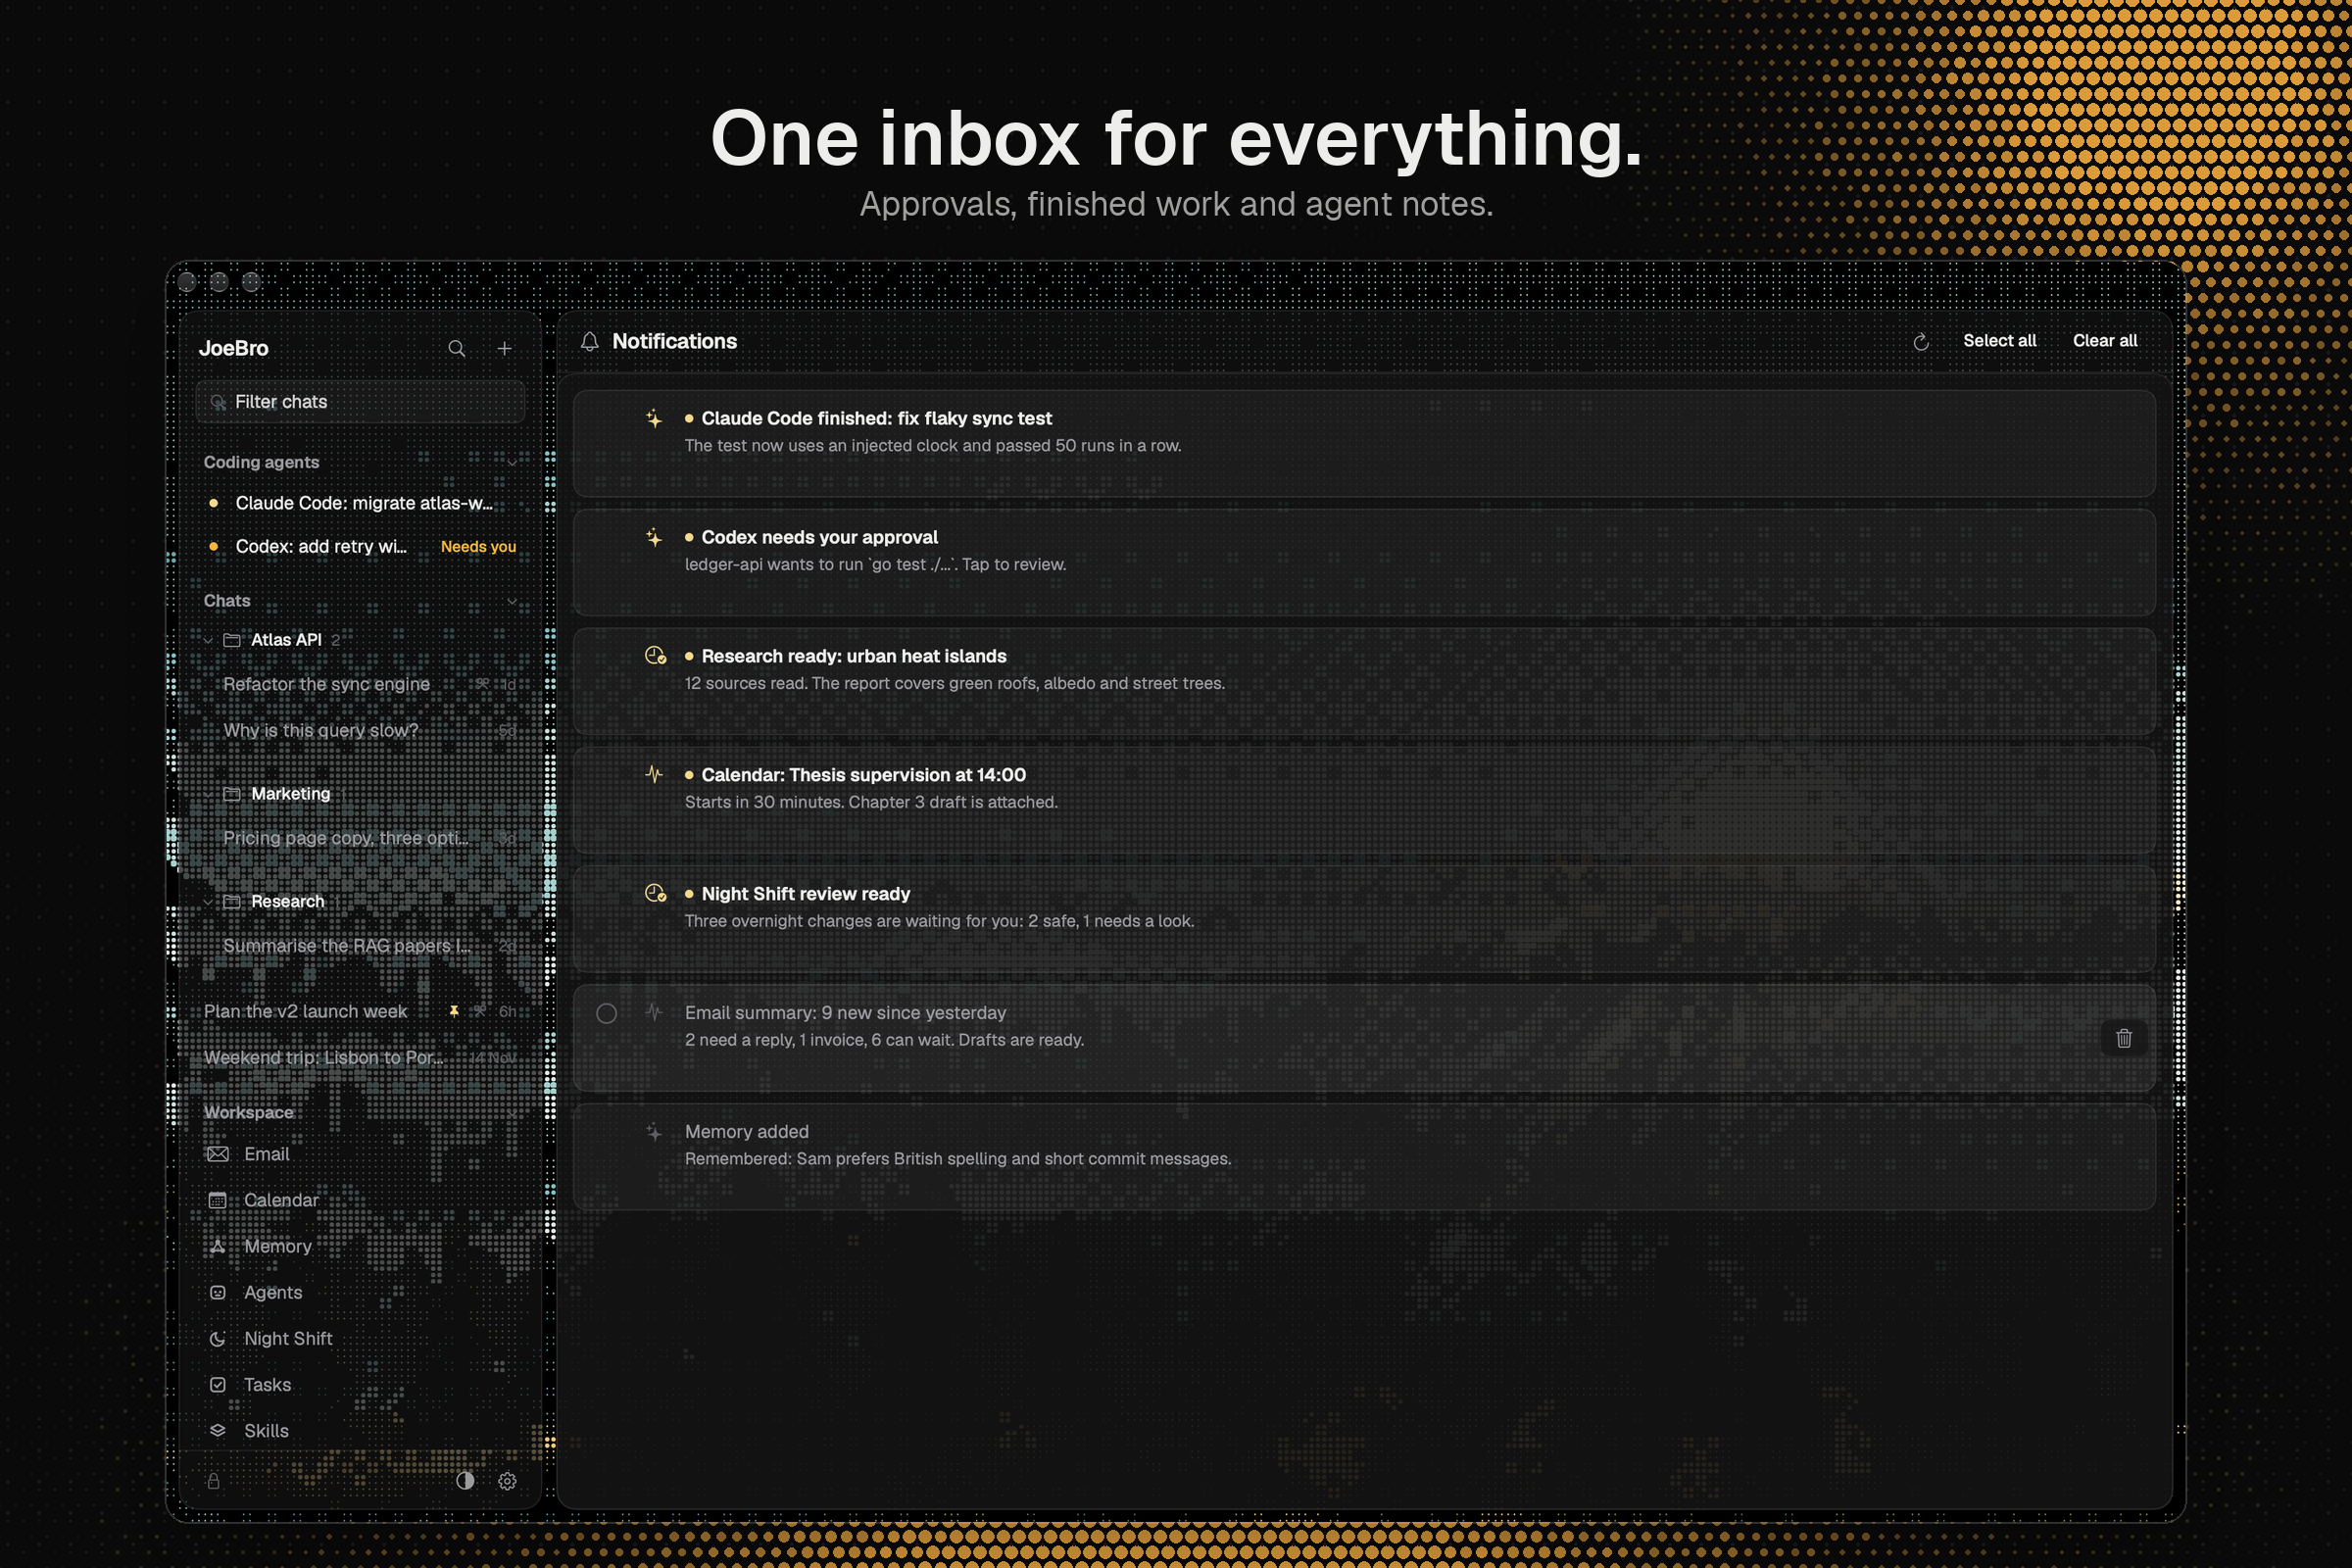 One inbox for everything.
Approvals, finished work and agent notes.
JoeBro
Filter chats
Coding agents
Claude Code: migrate atlas-w...
Codex: add retry wi... Needs you
Chats
Atlas API 2
Refactor the sync engine 1d
Why is this query slow? 5d
Marketing
Pricing page copy, three opti... 3d
Research
Summarise the RAG papers I... 2d
Plan the v2 launch week 6h
Weekend trip: Lisbon to Por... 14 Nov
Workspace
Email
Calendar
Memory
Agents
Night Shift
Tasks
Skills
Notifications Select all Clear all
Claude Code finished: fix flaky sync test
The test now uses an injected clock and passed 50 runs in a row.
Codex needs your approval
ledger-api wants to run `go test ./...`. Tap to review.
Research ready: urban heat islands
12 sources read. The report covers green roofs, albedo and street trees.
Calendar: Thesis supervision at 14:00
Starts in 30 minutes. Chapter 3 draft is attached.
Night Shift review ready
Three overnight changes are waiting for you: 2 safe, 1 needs a look.
Email summary: 9 new since yesterday
2 need a reply, 1 invoice, 6 can wait. Drafts are ready.
Memory added
Remembered: Sam prefers British spelling and short commit messages.